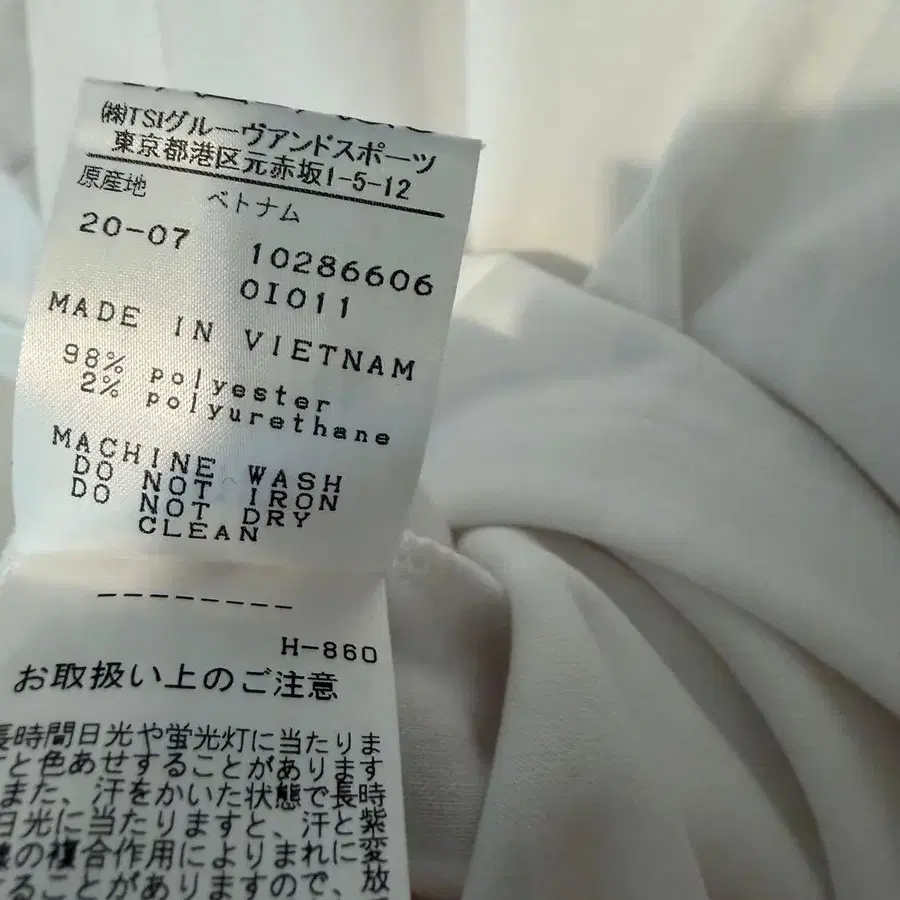 ㈱TSIグルーヴアンドスポーツ
東京都港区元赤坂1-5-12
原産地 ベトナム
20-07 10286606
OIO11
MADE IN VIETNAM
98% polyester
2% polyurethane
MACHINE WASH
DO NOT IRON
DO NOT DRY
CLEAN
--------
H-860
お取扱い上のご注意
長時間日光や蛍光灯に当たりま
すと色あせすることがあります
また、汗をかいた状態で長時
日光に当たりますと、汗と紫
線の複合作用によりまれに変
することがありますので、放